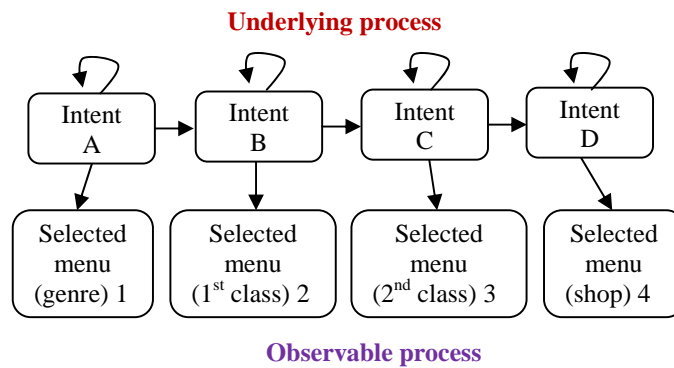 Underlying process
Intent
A
Intent
B
Intent
C
Intent
D
Selected
menu
(genre) 1
Selected
menu
(1st class) 2
Selected
menu
(2nd class) 3
Selected
menu
(shop) 4
Observable process